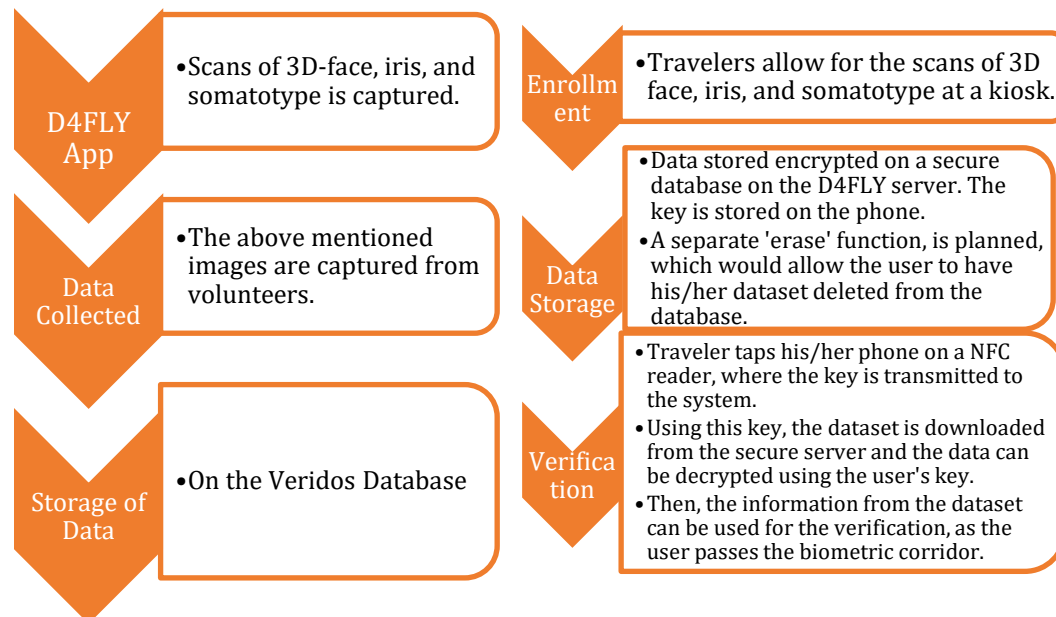 D4FLY
App
•Scans of 3D-face, iris, and
somatotype is captured.
Data
Collected
•The above mentioned
images are captured from
volunteers.
Storage of
Data
•On the Veridos Database
Enrollm
ent
•Travelers allow for the scans of 3D
face, iris, and somatotype at a kiosk.
Data
Storage
•Data stored encrypted on a secure
database on the D4FLY server. The
key is stored on the phone.
•A separate 'erase' function, is planned,
which would allow the user to have
his/her dataset deleted from the
database.
Verifica
tion
•Traveler taps his/her phone on a NFC
reader, where the key is transmitted to
the system.
•Using this key, the dataset is downloaded
from the secure server and the data can
be decrypted using the user's key.
•Then, the information from the dataset
can be used for the verification, as the
user passes the biometric corridor.